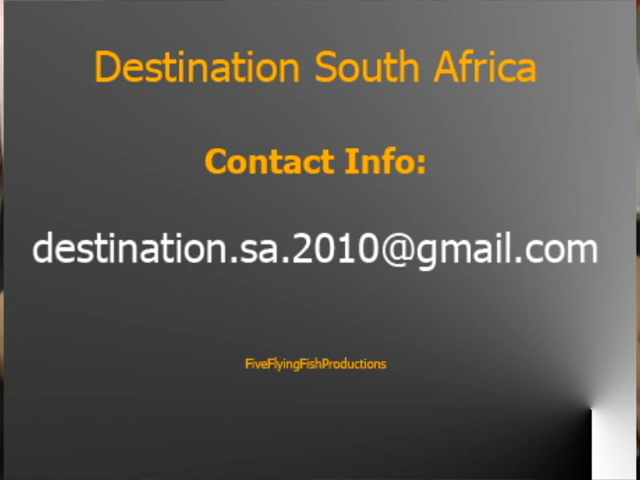 Destination South Africa
Contact Info:
destination.sa.2010@gmail.com
FiveFlyingFishProductions